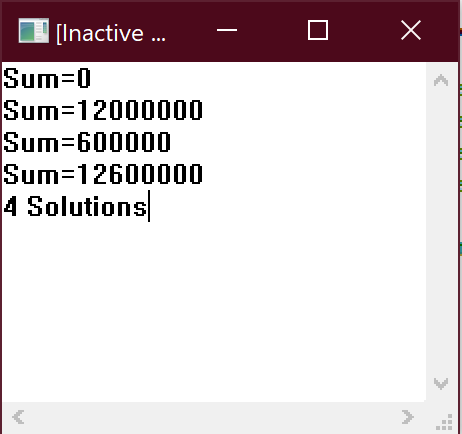 [Inactive ...
Sum=0
Sum=12000000
Sum=600000
Sum=12600000
4 Solutions